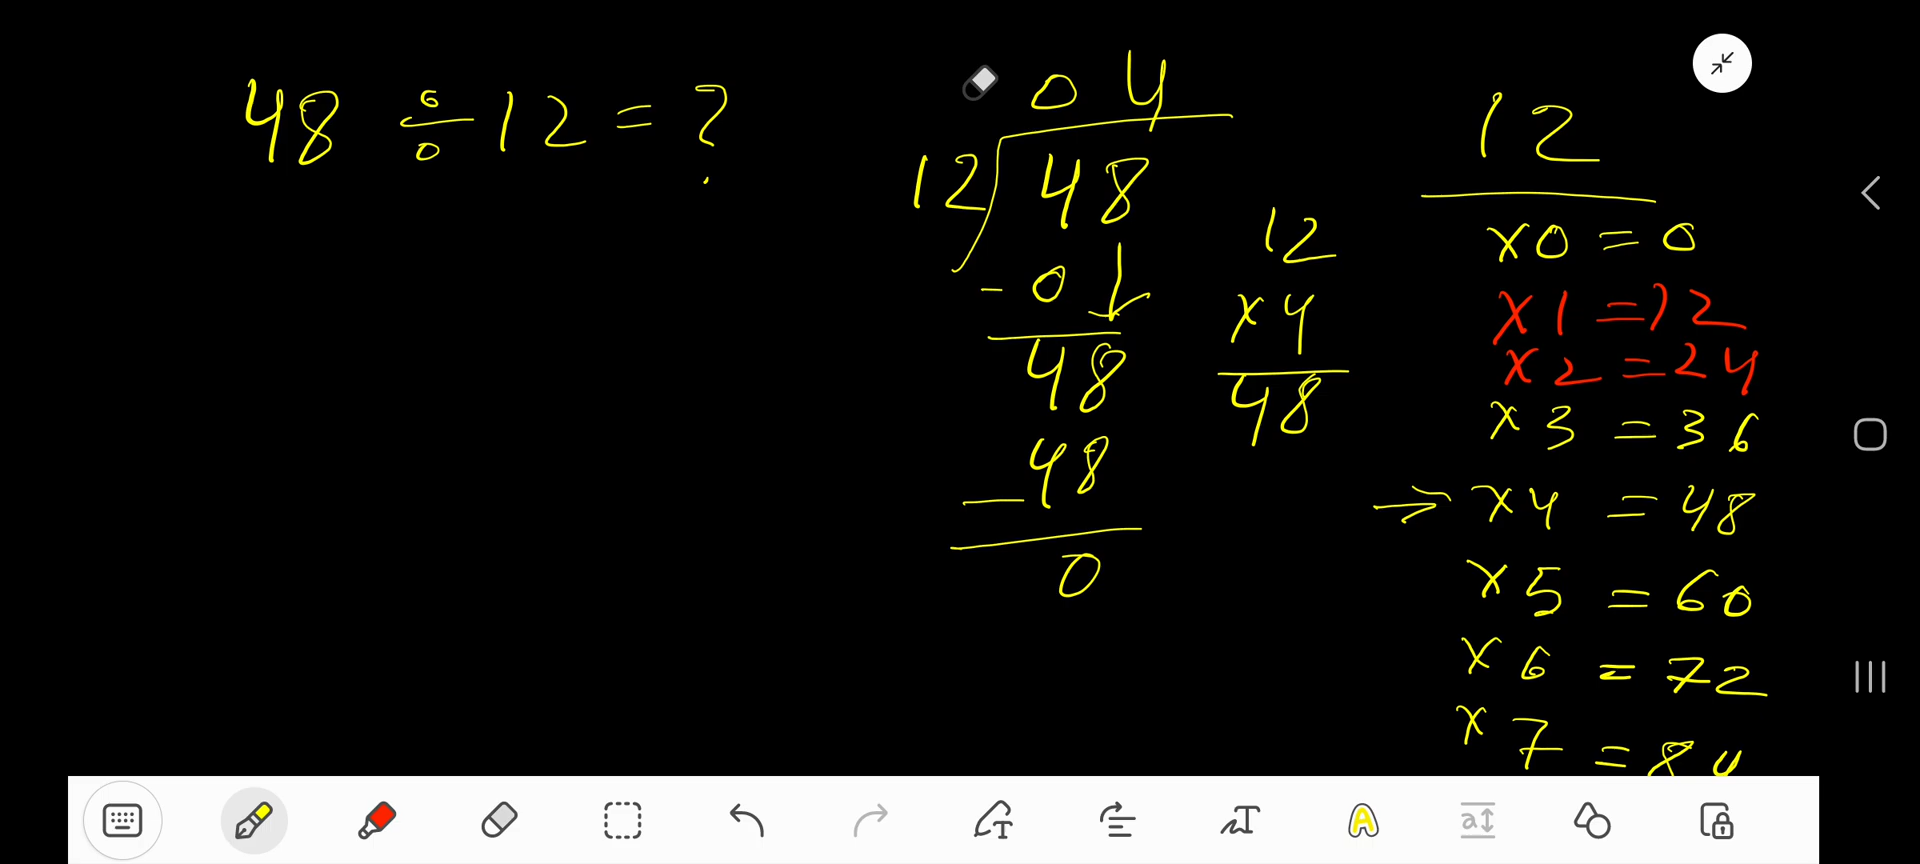 48 ÷ 12 = ?
04
12)48
- 0 ↓
48
- 48
0
12
x4
48
12
x0 = 0
x1 = 12
x2 = 24
x3 = 36
→ x4 = 48
x5 = 60
x6 = 72
x7 = 84
T
T
A
a